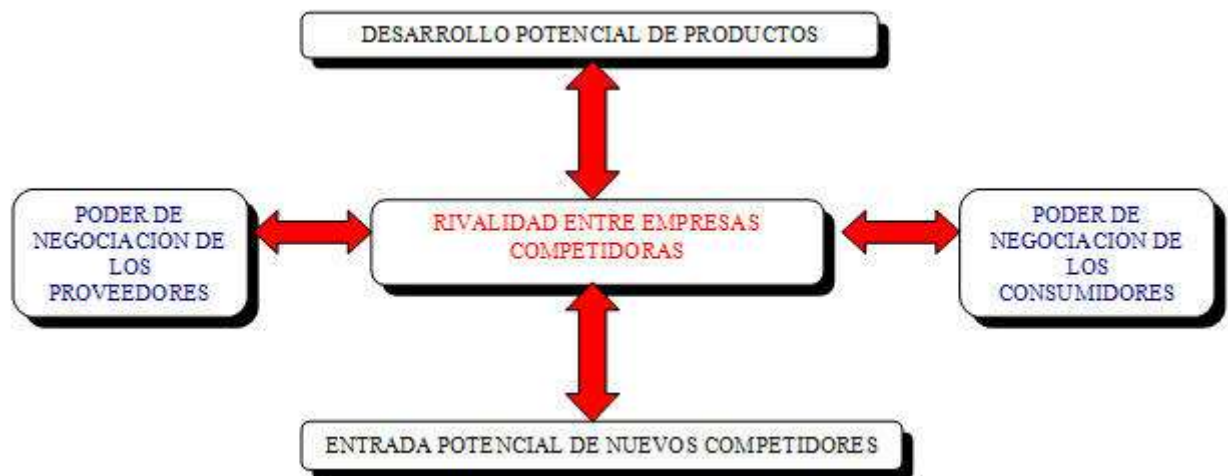 DESARROLLO POTENCIAL DE PRODUCTOS
PODER DE
NEGOCIACION DE
LOS
PROVEEDORES
RIVALIDAD ENTRE EMPRESAS
COMPETIDORAS
PODER DE
NEGOCIACIÓN DE
LOS
CONSUMIDORES
ENTRADA POTENCIAL DE NUEVOS COMPETIDORES